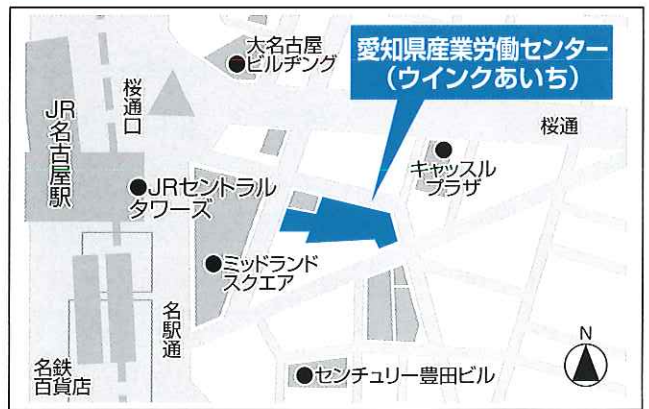 大名古屋
ビルヂング
愛知県産業労働センター
(ウインクあいち)
桜通口
JR名古屋駅
桜通
キャッスル
プラザ
JRセントラル
タワーズ
ミッドランド
スクエア
名駅通
名鉄
百貨店
センチュリー豊田ビル
N